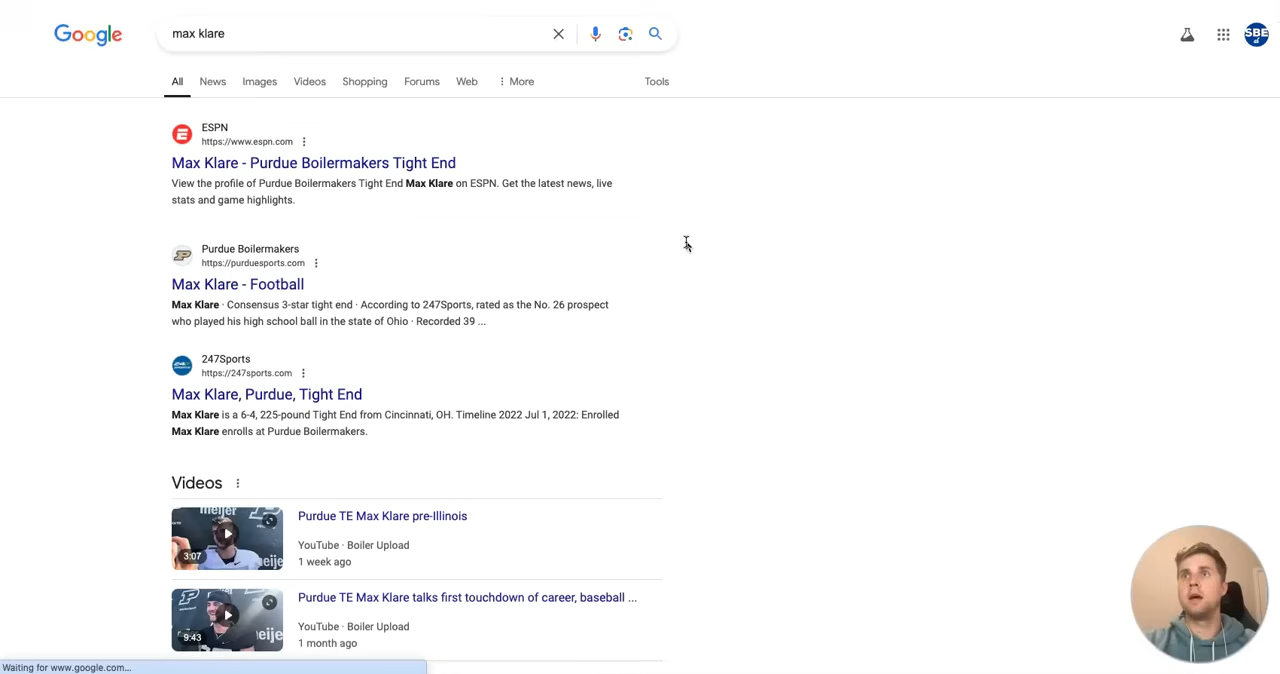 Google
max klare
SBE
All News Images Videos Shopping Forums Web More
Tools
ESPN
https://www.espn.com
Max Klare - Purdue Boilermakers Tight End
View the profile of Purdue Boilermakers Tight End Max Klare on ESPN. Get the latest news, live
stats and game highlights.
Purdue Boilermakers
https://purduesports.com
Max Klare - Football
Max Klare · Consensus 3-star tight end · According to 247Sports, rated as the No. 26 prospect
who played his high school ball in the state of Ohio · Recorded 39 ...
247Sports
https://247sports.com
Max Klare, Purdue, Tight End
Max Klare is a 6-4, 225-pound Tight End from Cincinnati, OH. Timeline 2022 Jul 1, 2022: Enrolled
Max Klare enrolls at Purdue Boilermakers.
Videos
meijer
3:07
Purdue TE Max Klare pre-Illinois
YouTube · Boiler Upload
1 week ago
9:43
Purdue TE Max Klare talks first touchdown of career, baseball ...
YouTube · Boiler Upload
1 month ago
Waiting for www.google.com...